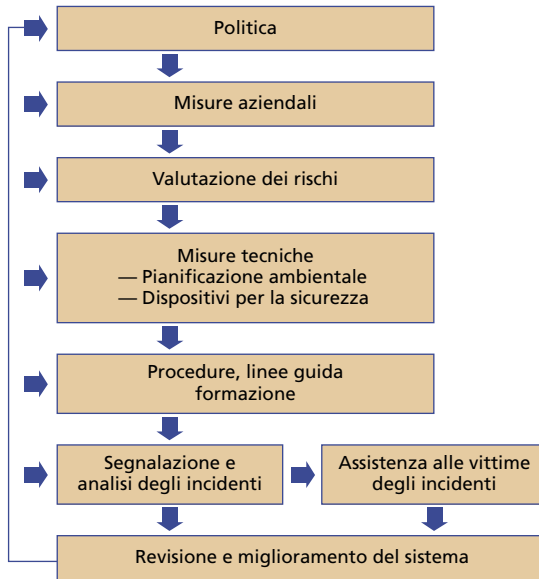 Politica
Misure aziendali
Valutazione dei rischi
Misure tecniche
— Pianificazione ambientale
— Dispositivi per la sicurezza
Procedure, linee guida
formazione
Segnalazione e
analisi degli incidenti
Assistenza alle vittime
degli incidenti
Revisione e miglioramento del sistema